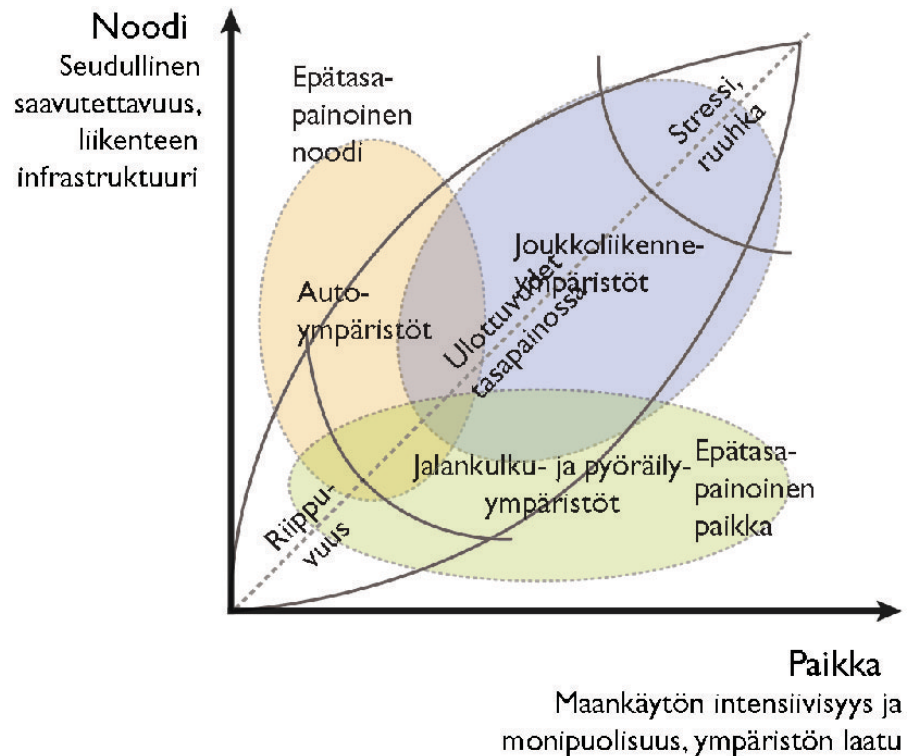 Noodi
Seudullinen
saavutettavuus,
liikenteen
infrastruktuuri
Epätasa-
painoinen
noodi
Stressi,
ruuhka
Joukkoliikenne-
ympäristöt
Auto-
ympäristöt
Ulottuvuudet
tasapainossa
Jalankulku- ja pyöräily-
ympäristöt
Epätasa-
painoinen
paikka
Riippu-
vuus
Paikka
Maankäytön intensiivisyys ja
monipuolisuus, ympäristön laatu